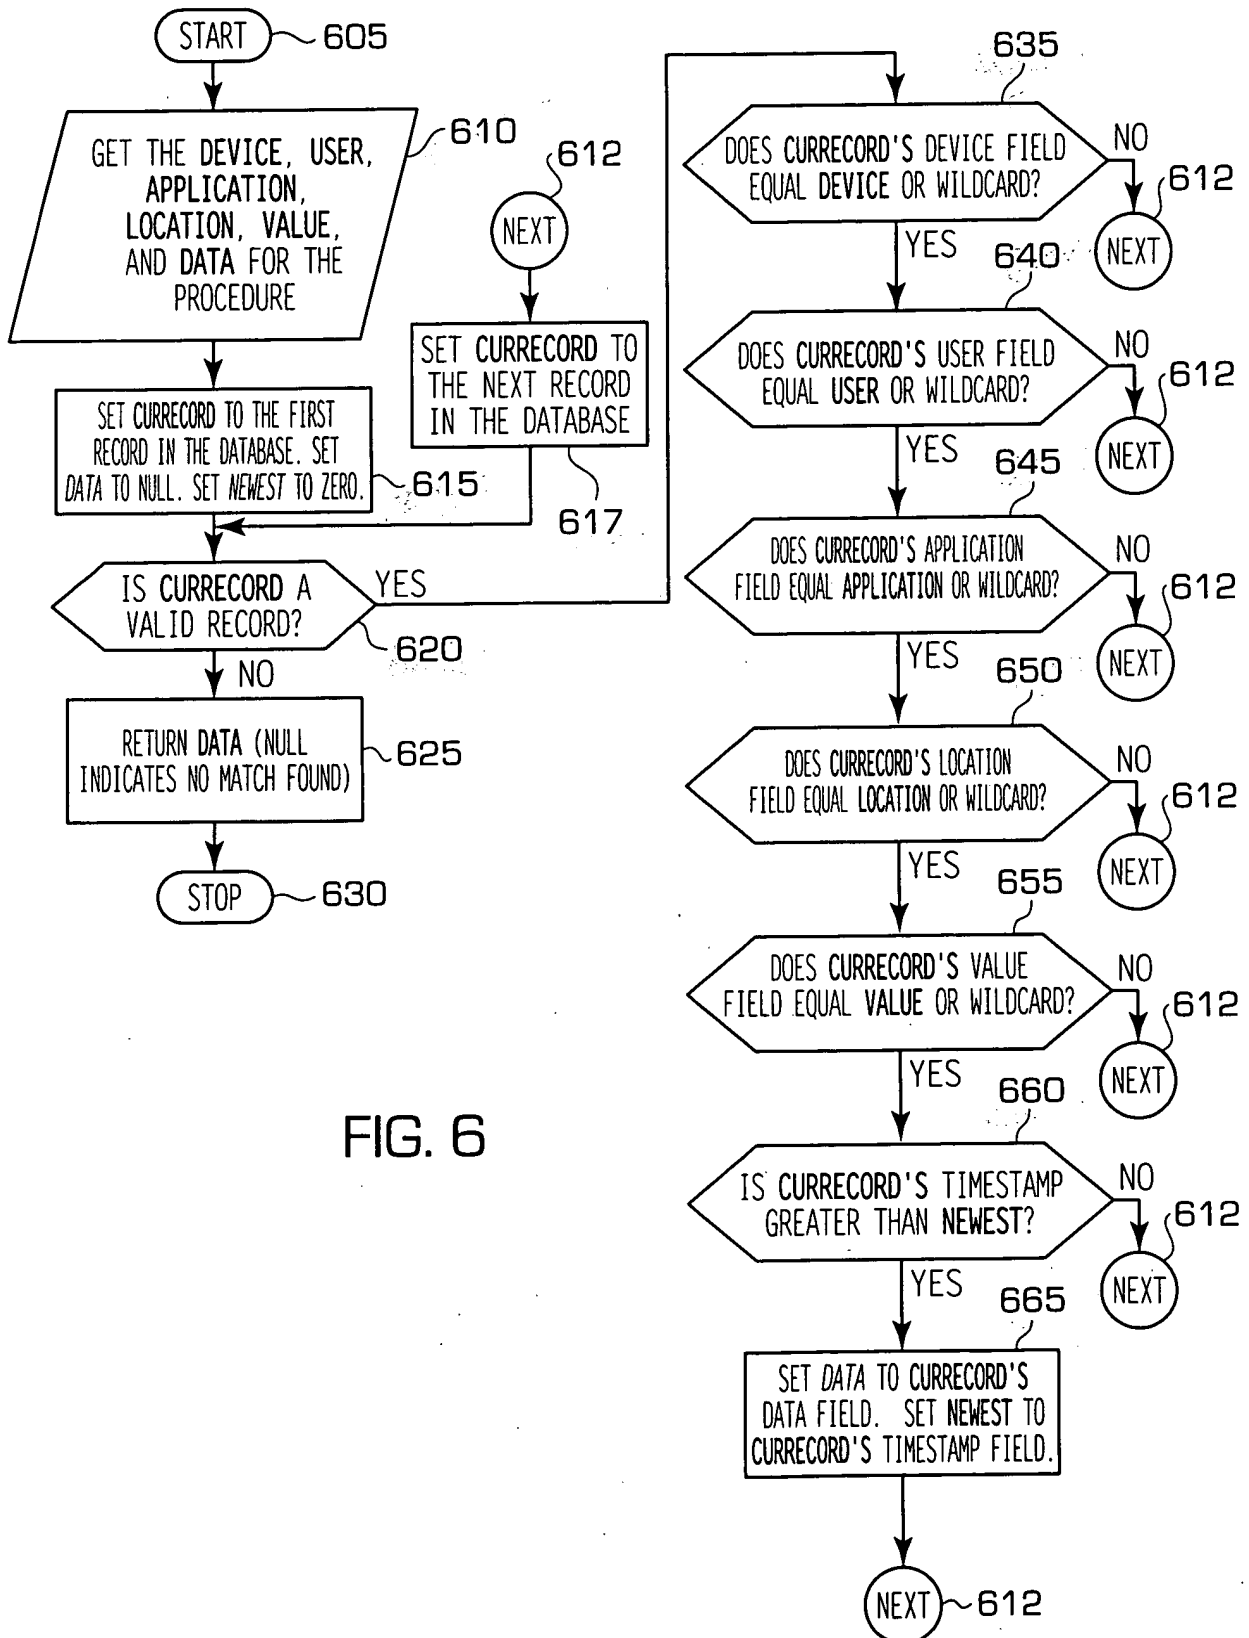 START
605
GET THE DEVICE, USER,
APPLICATION,
LOCATION, VALUE,
AND DATA FOR THE
PROCEDURE
610
612
NEXT
SET CURRECORD TO
THE NEXT RECORD
IN THE DATABASE
617
SET CURRECORD TO THE FIRST
RECORD IN THE DATABASE. SET
DATA TO NULL. SET NEWEST TO ZERO.
615
IS CURRECORD A
VALID RECORD?
YES
620
NO
RETURN DATA (NULL
INDICATES NO MATCH FOUND)
625
STOP
630
635
DOES CURRECORD'S DEVICE FIELD
EQUAL DEVICE OR WILDCARD?
NO
612
NEXT
YES
640
DOES CURRECORD'S USER FIELD
EQUAL USER OR WILDCARD?
NO
612
NEXT
YES
645
DOES CURRECORD'S APPLICATION
FIELD EQUAL APPLICATION OR WILDCARD?
NO
612
NEXT
YES
650
DOES CURRECORD'S LOCATION
FIELD EQUAL LOCATION OR WILDCARD?
NO
612
NEXT
YES
655
DOES CURRECORD'S VALUE
FIELD EQUAL VALUE OR WILDCARD?
NO
612
NEXT
YES
660
IS CURRECORD'S TIMESTAMP
GREATER THAN NEWEST?
NO
612
NEXT
YES
665
SET DATA TO CURRECORD'S
DATA FIELD. SET NEWEST TO
CURRECORD'S TIMESTAMP FIELD.
NEXT
612
FIG. 6